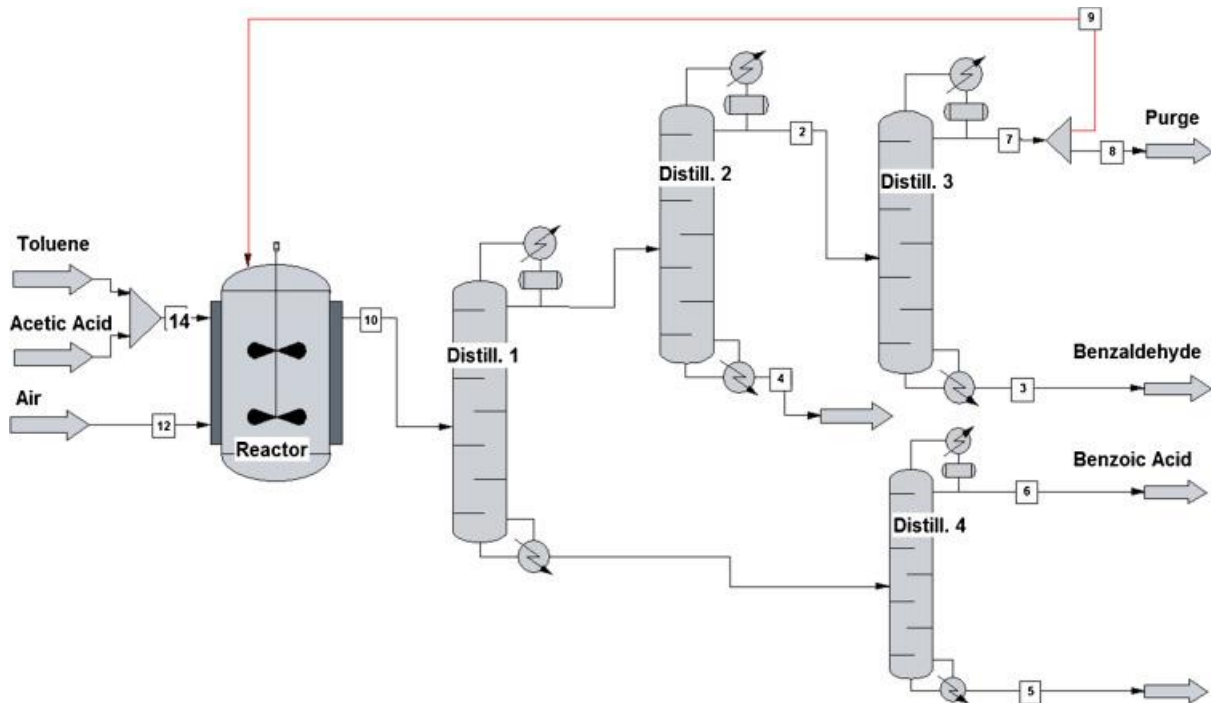 9
2
7
8
Purge
Distill. 2
Distill. 3
Toluene
14
10
Acetic Acid
Distill. 1
Benzaldehyde
4
3
Air
12
Reactor
Benzoic Acid
6
Distill. 4
5